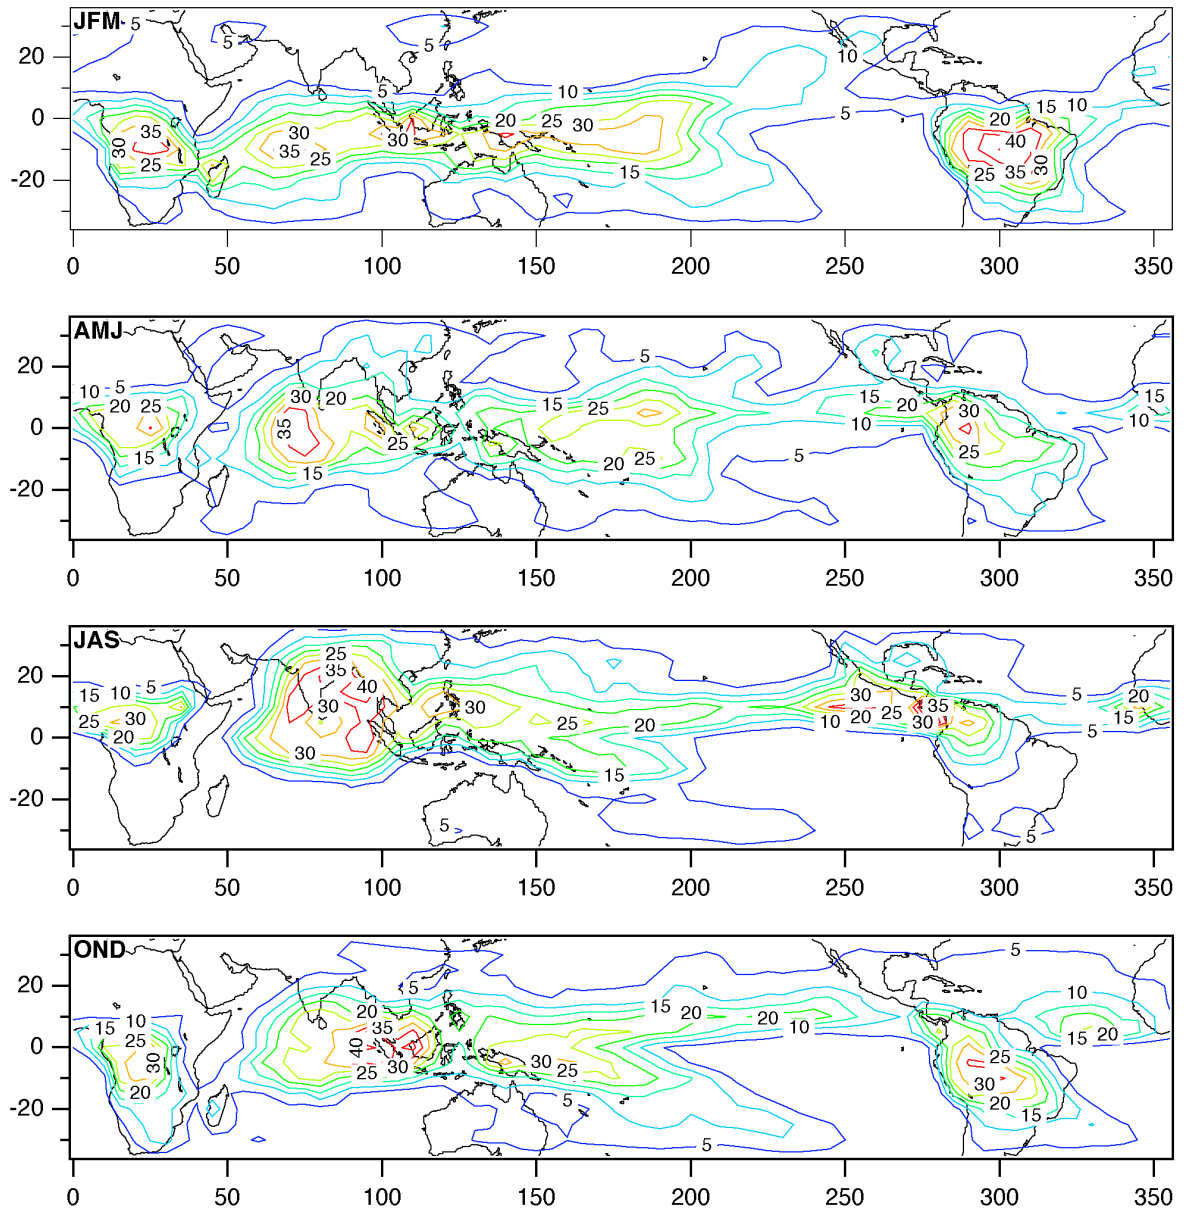 JFM 5
5 5
20 10
5 10 15 10
0 35 20 25 30 5 20
30 30 40
25 35 25 30 30
-20 15 25 35
0 50 100 150 200 250 300 350
AMJ
20 5
10 5 30 20 15
20 25 15 25 15 20 30
0 35 25 10
15 15 20 25 5 25
-20
0 50 100 150 200 250 300 350
JAS
20 25
35
15 10 5 40 30 5 20
25 30 30 30 25 20 10 20 25 35 30 15
0 20 30 5
15
-20
5 5
0 50 100 150 200 250 300 350
OND 5
20 5
15 10 20 15 20 20 10 10
25 35 15 20
0 30 40 30 25
20 25 30 25 30
-20 5 20 15
5
0 50 100 150 200 250 300 350